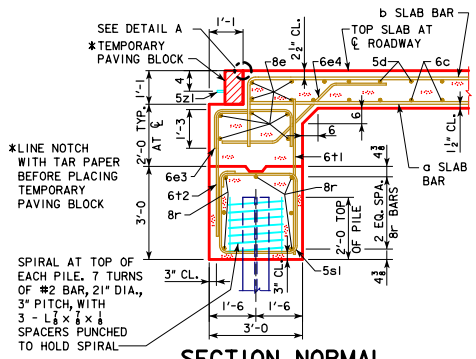 b SLAB BAR
1'-1
SEE DETAIL A
TOP SLAB AT
℄ ROADWAY
*TEMPORARY
PAVING BLOCK
2½" CL.
8e
6e4
5d
6c
4
5z1
1'-1
1'-3
6
6
1½" CL.
2'-0 TYP.
AT ℄
*LINE NOTCH
WITH TAR PAPER
BEFORE PLACING
TEMPORARY
PAVING BLOCK
6e3
6t1
6t2
8r
8r
a SLAB
BAR
4⅜
3'-0
2'-0 TOP
OF PILE
2 EQ. SPA.
8r BARS
4⅜
SPIRAL AT TOP OF
EACH PILE. 7 TURNS
OF #2 BAR, 21" DIA.,
3" PITCH, WITH
3 - L⅞ x ⅞ x ⅛
SPACERS PUNCHED
TO HOLD SPIRAL
3" CL.
3" CL.
5s1
1'-6
1'-6
3'-0
SECTION NORMAL